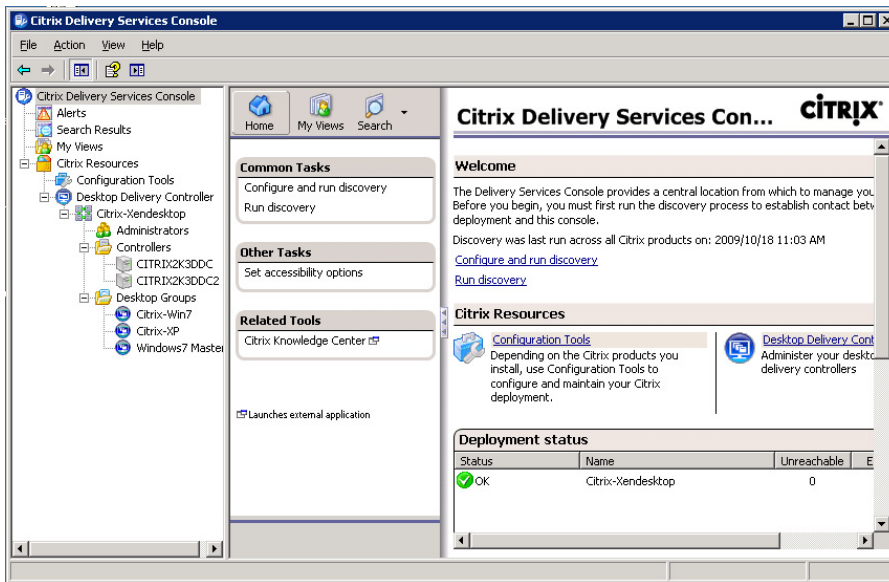 Citrix Delivery Services Console
File Action View Help
Citrix Delivery Services Console
Alerts
Search Results
My Views
Citrix Resources
Configuration Tools
Desktop Delivery Controller
Citrix-Xendesktop
Administrators
Controllers
CITRIX2K3DDC
CITRIX2K3DDC2
Desktop Groups
Citrix-Win7
Citrix-XP
Windows7 Master
Home My Views Search
Common Tasks
Configure and run discovery
Run discovery
Other Tasks
Set accessibility options
Related Tools
Citrix Knowledge Center
Launches external application
Citrix Delivery Services Con... CITRIX
Welcome
The Delivery Services Console provides a central location from which to manage you
Before you begin, you must first run the discovery process to establish contact betw
deployment and this console.
Discovery was last run across all Citrix products on: 2009/10/18 11:03 AM
Configure and run discovery
Run discovery
Citrix Resources
Configuration Tools
Depending on the Citrix products you
install, use Configuration Tools to
configure and maintain your Citrix
deployment.
Desktop Delivery Cont
Administer your deskto
delivery controllers
Deployment status
Status Name Unreachable E
OK Citrix-Xendesktop 0